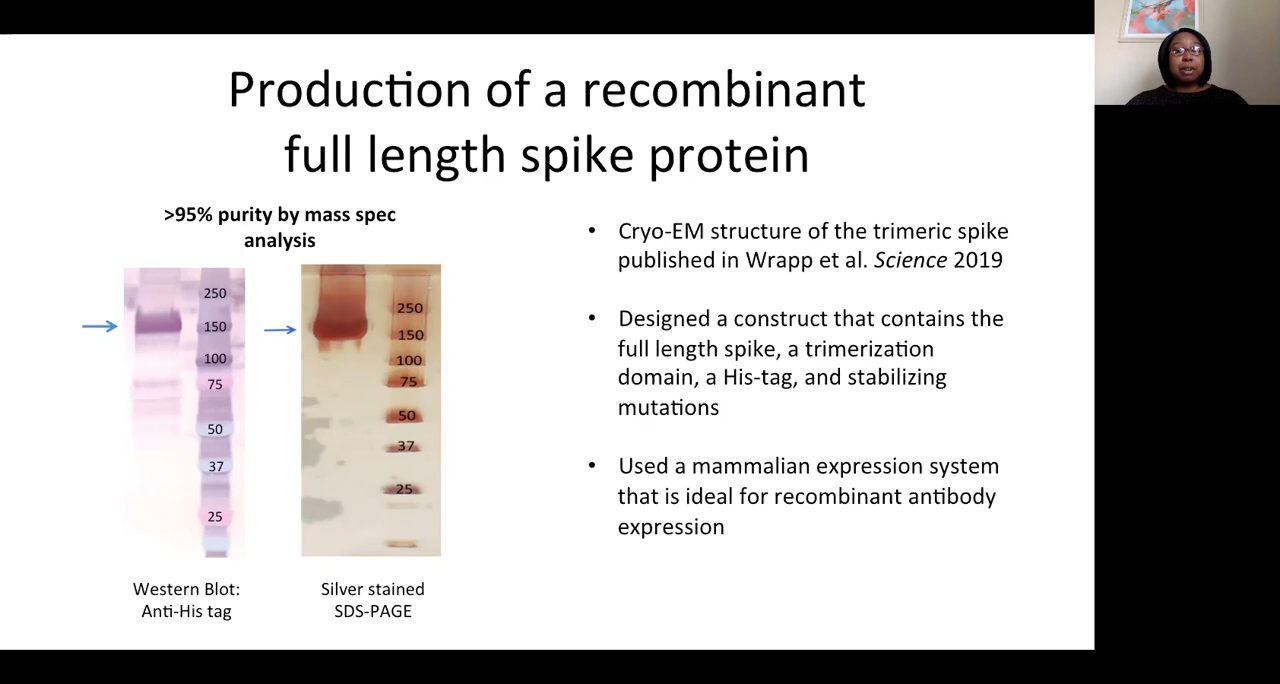 Production of a recombinant
full length spike protein
>95% purity by mass spec
analysis
250
150
100
75
50
37
25
Western Blot:
Anti-His tag
250
150
100
75
50
37
25
Silver stained
SDS-PAGE
• Cryo-EM structure of the trimeric spike
published in Wrapp et al. Science 2019
• Designed a construct that contains the
full length spike, a trimerization
domain, a His-tag, and stabilizing
mutations
• Used a mammalian expression system
that is ideal for recombinant antibody
expression